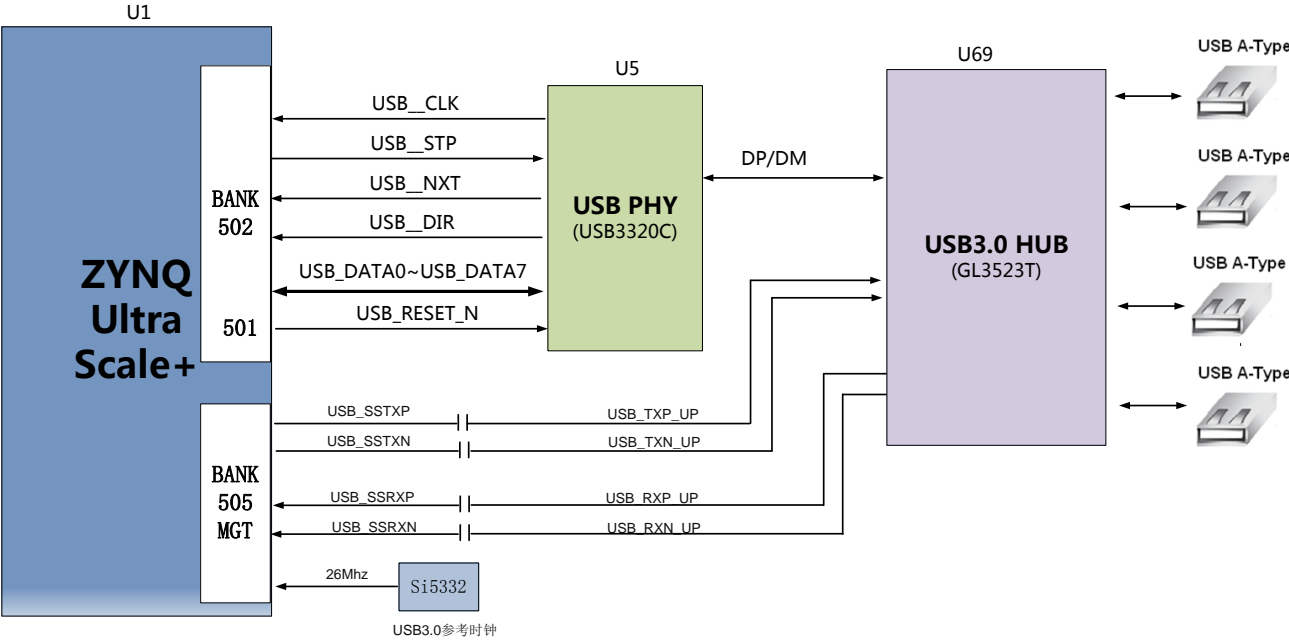 U1
ZYNQ
Ultra
Scale+
BANK
502
501
BANK
505
MGT
USB__CLK
USB__STP
USB__NXT
USB__DIR
USB_DATA0~USB_DATA7
USB_RESET_N
U5
USB PHY
(USB3320C)
DP/DM
U69
USB3.0 HUB
(GL3523T)
USB A-Type
USB A-Type
USB A-Type
USB A-Type
USB_SSTXP
USB_TXP_UP
USB_SSTXN
USB_TXN_UP
USB_SSRXP
USB_RXP_UP
USB_SSRXN
USB_RXN_UP
26Mhz
Si5332
USB3.0参考时钟